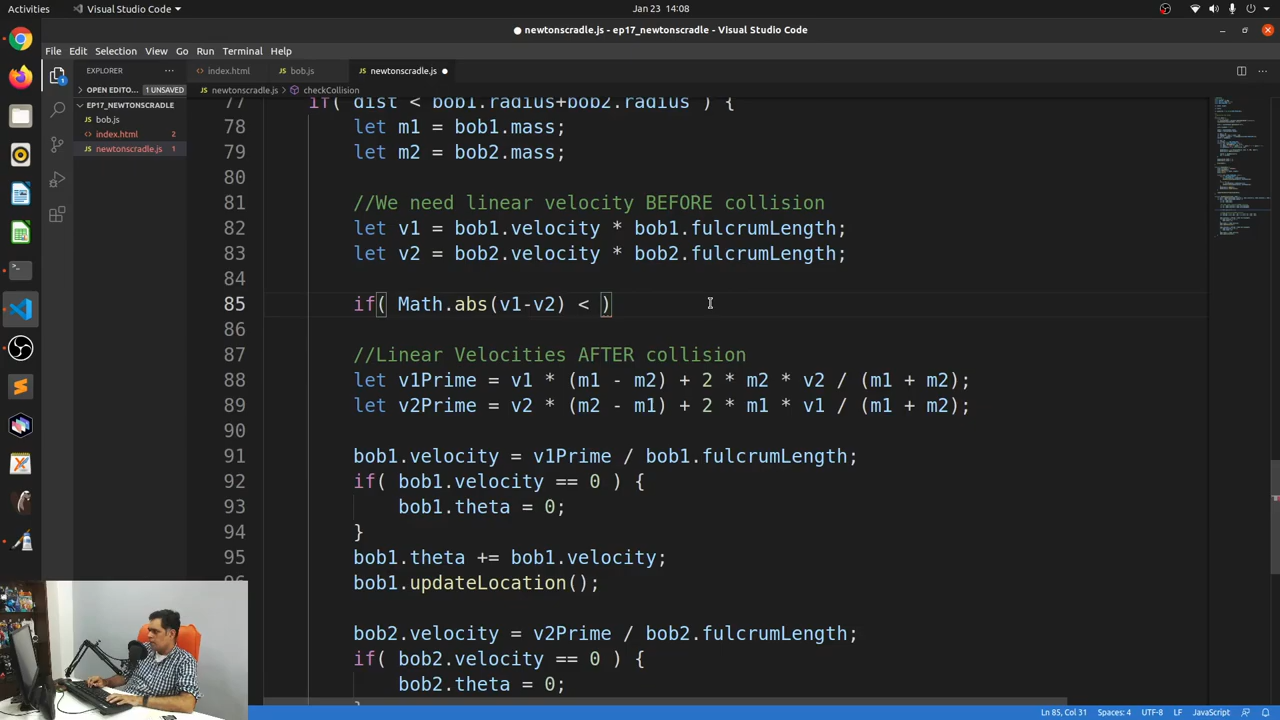 Activities
Visual Studio Code
Jan 23 14:08
newtonscradle.js - ep17_newtonscradle - Visual Studio Code
File Edit Selection View Go Run Terminal Help
EXPLORER
index.html
bob.js
newtonscradle.js
OPEN EDITO... 1 UNSAVED
newtonscradle.js > checkCollision
EP17_NEWTONSCRADLE
bob.js
index.html 2
newtonscradle.js 1
77 if( dist < bob1.radius+bob2.radius ) {
78 let m1 = bob1.mass;
79 let m2 = bob2.mass;
80
81 //We need linear velocity BEFORE collision
82 let v1 = bob1.velocity * bob1.fulcrumLength;
83 let v2 = bob2.velocity * bob2.fulcrumLength;
84
85 if( Math.abs(v1-v2) < )
86
87 //Linear Velocities AFTER collision
88 let v1Prime = v1 * (m1 - m2) + 2 * m2 * v2 / (m1 + m2);
89 let v2Prime = v2 * (m2 - m1) + 2 * m1 * v1 / (m1 + m2);
90
91 bob1.velocity = v1Prime / bob1.fulcrumLength;
92 if( bob1.velocity == 0 ) {
93 bob1.theta = 0;
94 }
95 bob1.theta += bob1.velocity;
96 bob1.updateLocation();
bob2.velocity = v2Prime / bob2.fulcrumLength;
if( bob2.velocity == 0 ) {
bob2.theta = 0;
Ln 85, Col 31 Spaces: 4 UTF-8 LF JavaScript